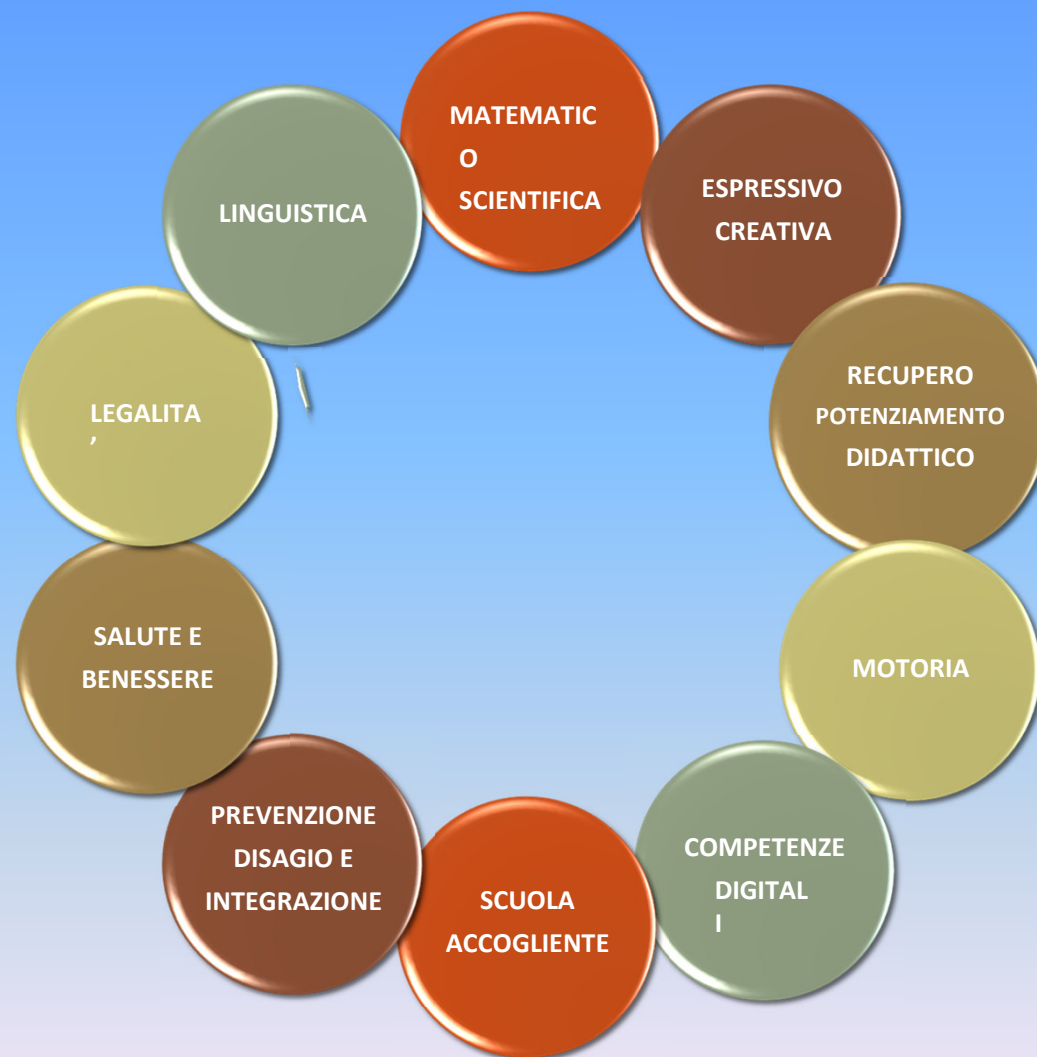 MATEMATIC
O
SCIENTIFICA
ESPRESSIVO
CREATIVA
RECUPERO
POTENZIAMENTO
DIDATTICO
MOTORIA
COMPETENZE
DIGITAL
I
SCUOLA
ACCOGLIENTE
PREVENZIONE
DISAGIO E
INTEGRAZIONE
SALUTE E
BENESSERE
LEGALITA
’
LINGUISTICA